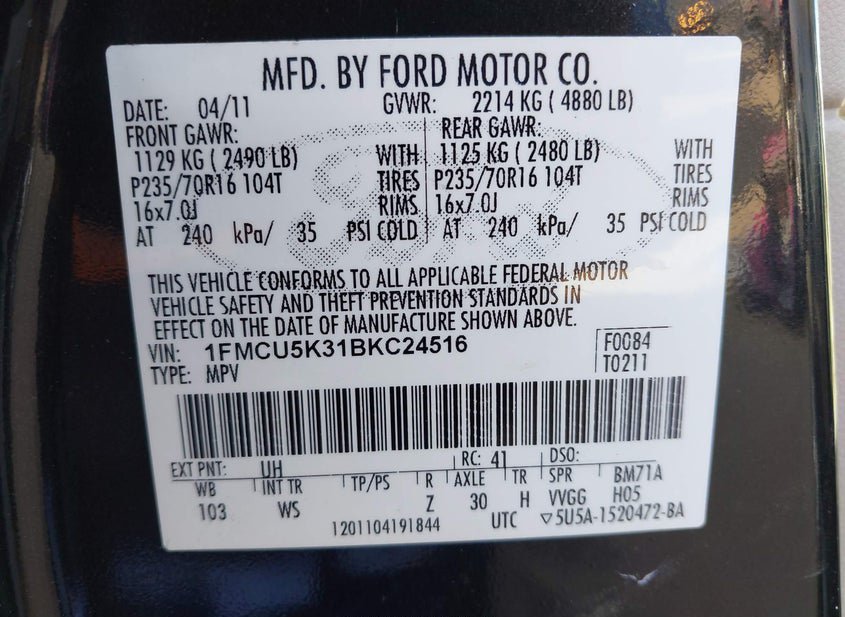 MFD. BY FORD MOTOR CO.
DATE: 04/11 GVWR: 2214 KG ( 4880 LB)
FRONT GAWR: REAR GAWR:
1129 KG ( 2490 LB) WITH 1125 KG ( 2480 LB) WITH
P235/70R16 104T TIRES P235/70R16 104T TIRES
16x7.0J RIMS 16x7.0J RIMS
AT 240 kPa/ 35 PSI COLD AT 240 kPa/ 35 PSI COLD
THIS VEHICLE CONFORMS TO ALL APPLICABLE FEDERAL MOTOR
VEHICLE SAFETY AND THEFT PREVENTION STANDARDS IN
EFFECT ON THE DATE OF MANUFACTURE SHOWN ABOVE.
VIN: 1FMCU5K31BKC24516 F0084
TYPE: MPV T0211
EXT PNT: UH RC: 41 DSO:
WB INT TR TP/PS R AXLE TR SPR BM71A
103 WS Z 30 H VVGG H05
1201104191844 UTC ▽5U5A-1520472-BA